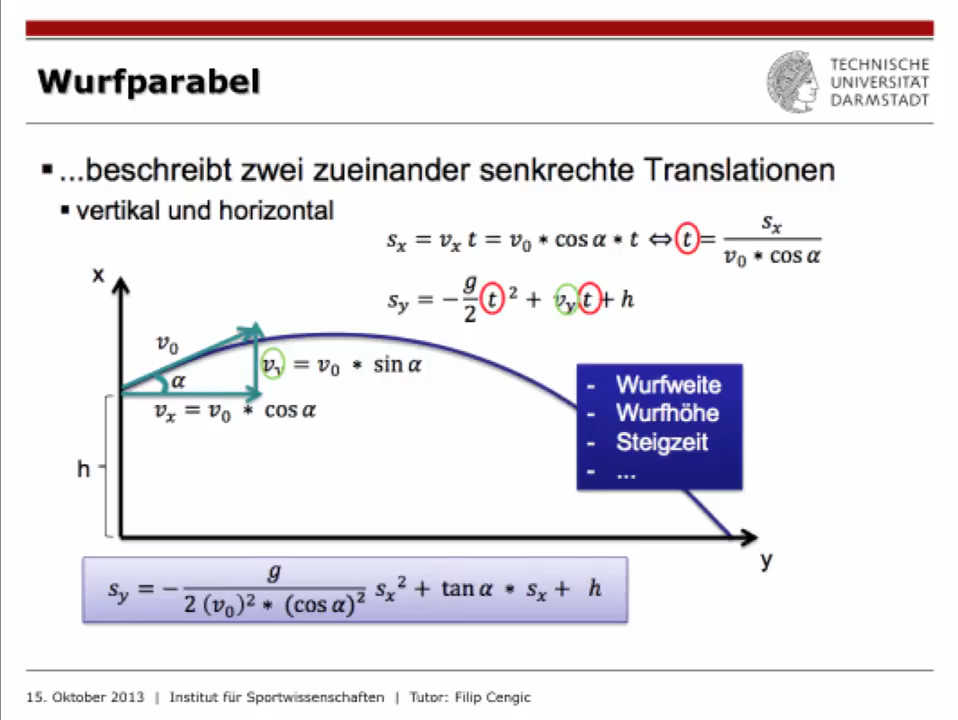 Wurfparabel
TECHNISCHE
UNIVERSITÄT
DARMSTADT
▪ ...beschreibt zwei zueinander senkrechte Translationen
▪ vertikal und horizontal
s_x = v_x t = v_0 * cos α * t ⇔ t = s_x / (v_0 * cos α)
s_y = − g/2 t² + v_y t + h
x
v_0
α
v_y = v_0 * sin α
v_x = v_0 * cos α
h
- Wurfweite
- Wurfhöhe
- Steigzeit
- ...
y
s_y = − g / (2 (v_0)² * (cos α)²) s_x² + tan α * s_x + h
15. Oktober 2013 | Institut für Sportwissenschaften | Tutor: Filip Cengic